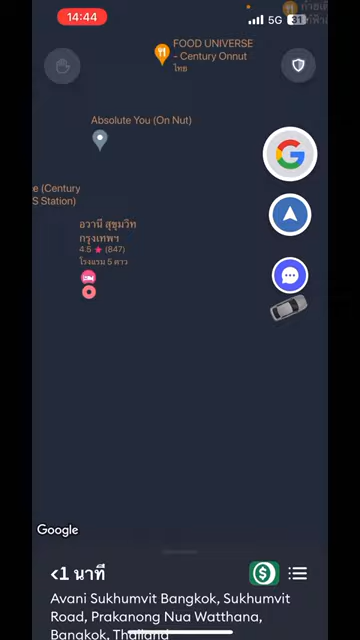 14:44
5G
31
FOOD UNIVERSE
- Century Onnut
ไทย
Absolute You (On Nut)
e (Century
S Station)
อวานี สุขุมวิท
กรุงเทพฯ
4.5 ★ (847)
โรงแรม 5 ดาว
Google
<1 นาที
Avani Sukhumvit Bangkok, Sukhumvit
Road, Prakanong Nua Watthana,
Bangkok, Thailand